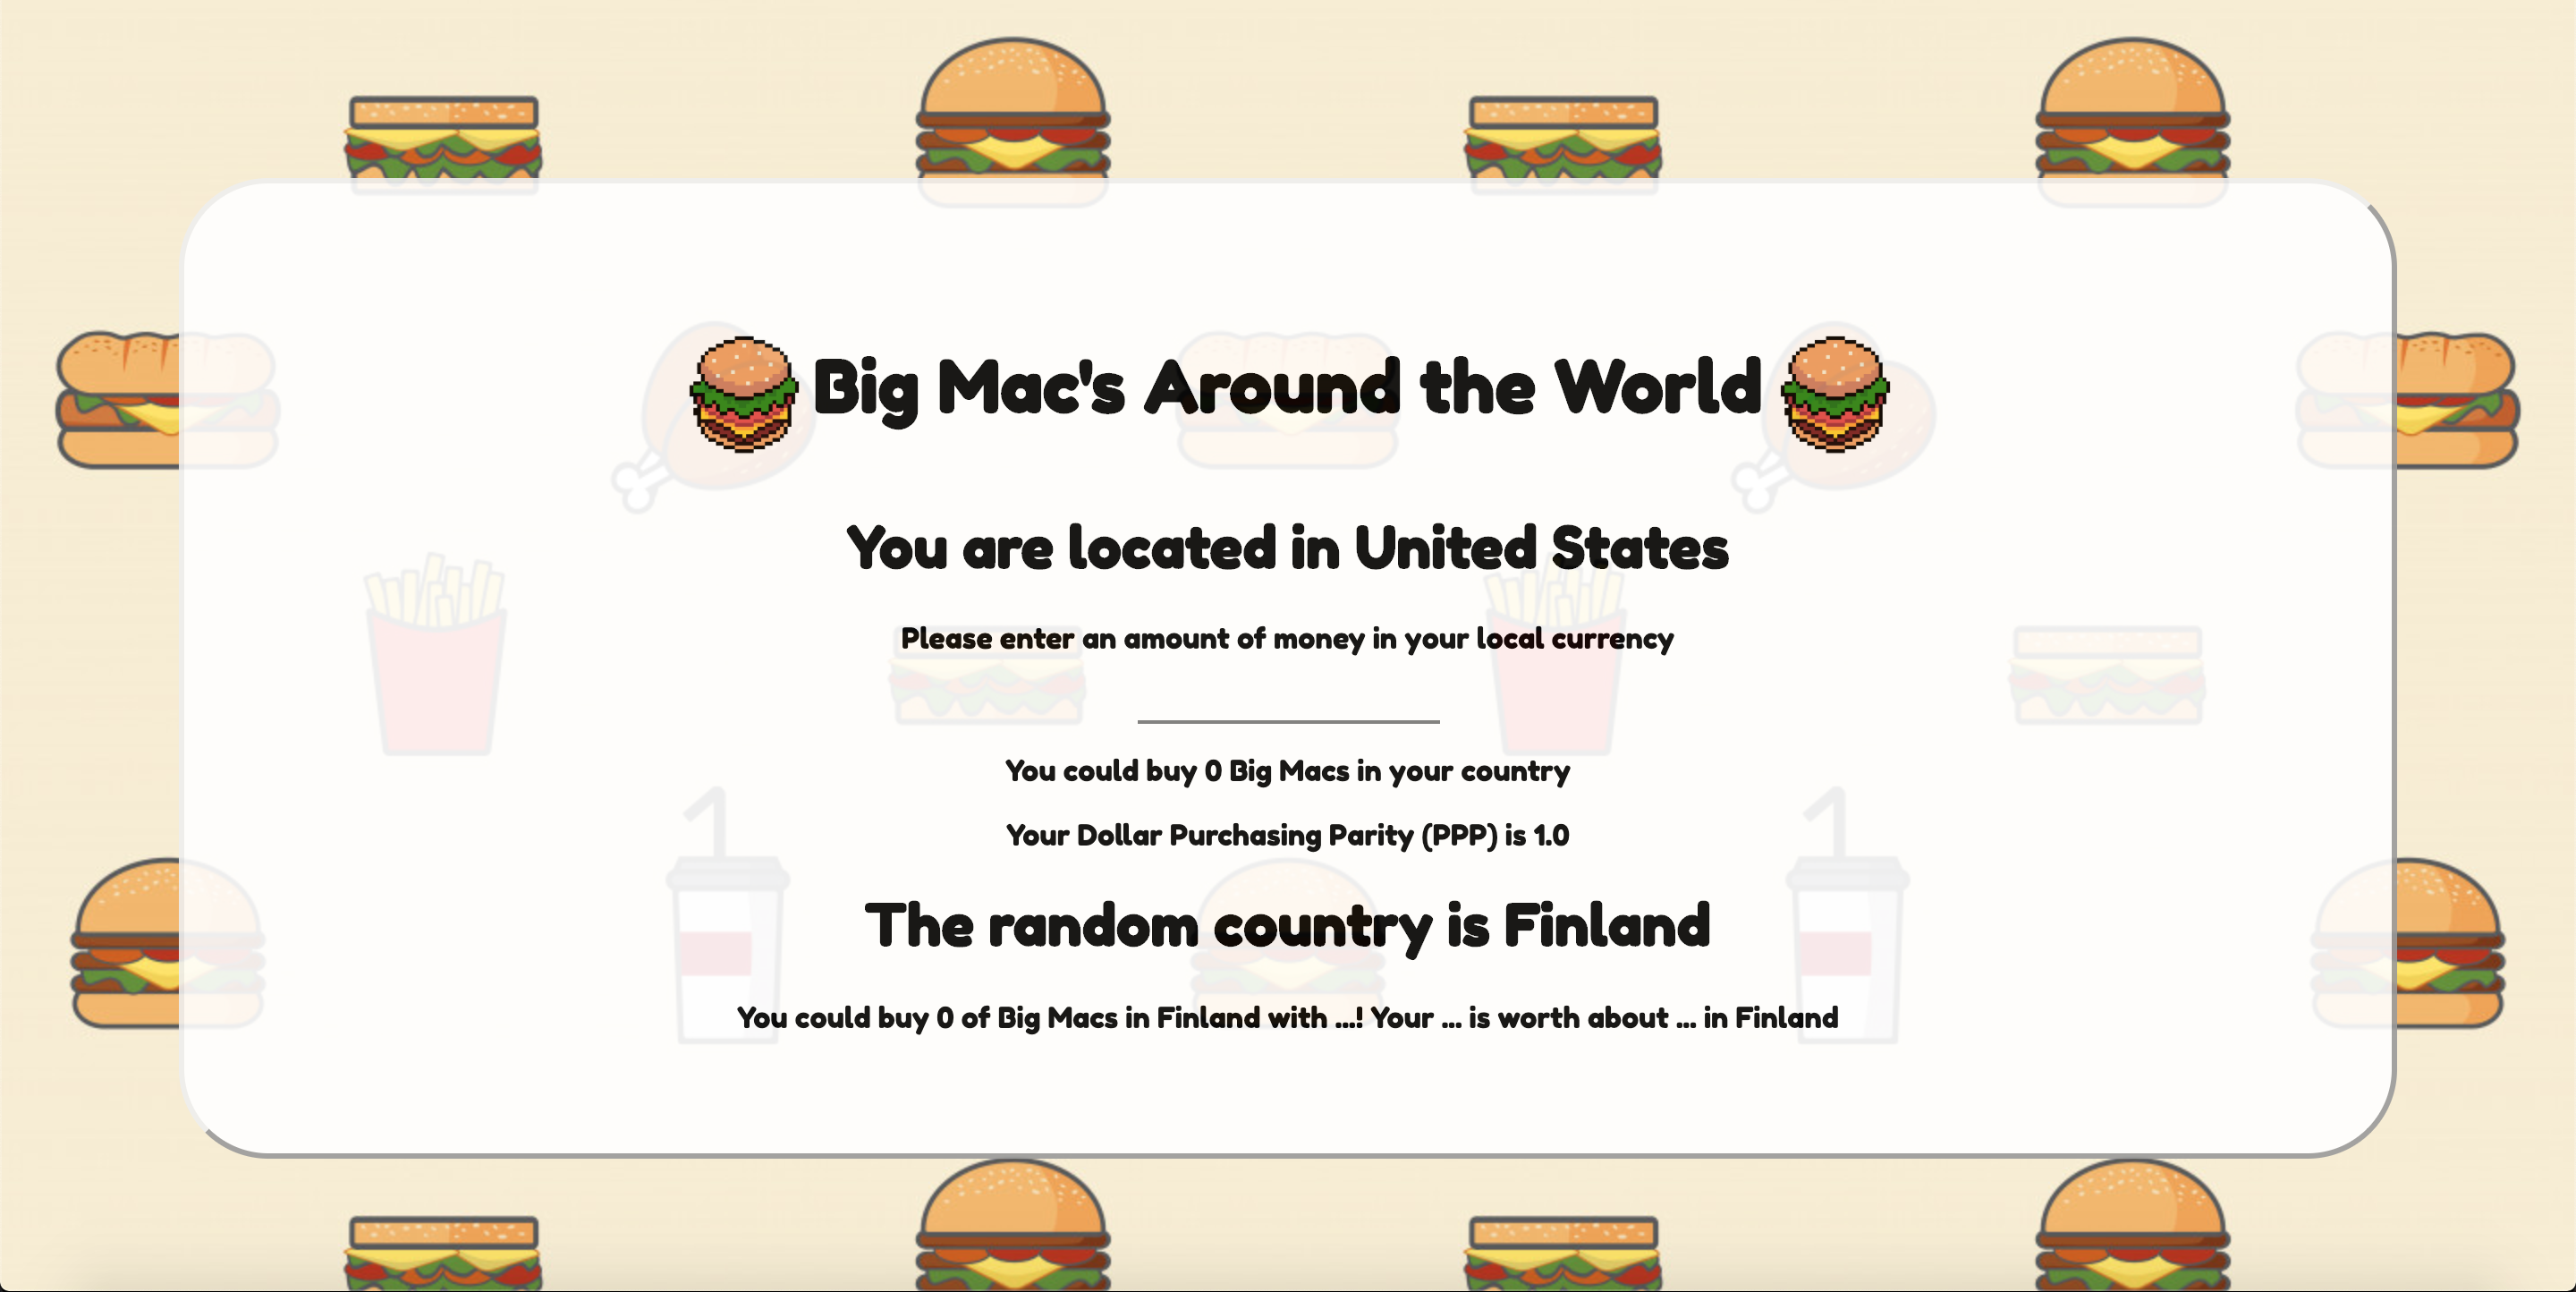 Big Mac's Around the World
You are located in United States
Please enter an amount of money in your local currency
You could buy 0 Big Macs in your country
Your Dollar Purchasing Parity (PPP) is 1.0
The random country is Finland
You could buy 0 of Big Macs in Finland with ...! Your ... is worth about ... in Finland